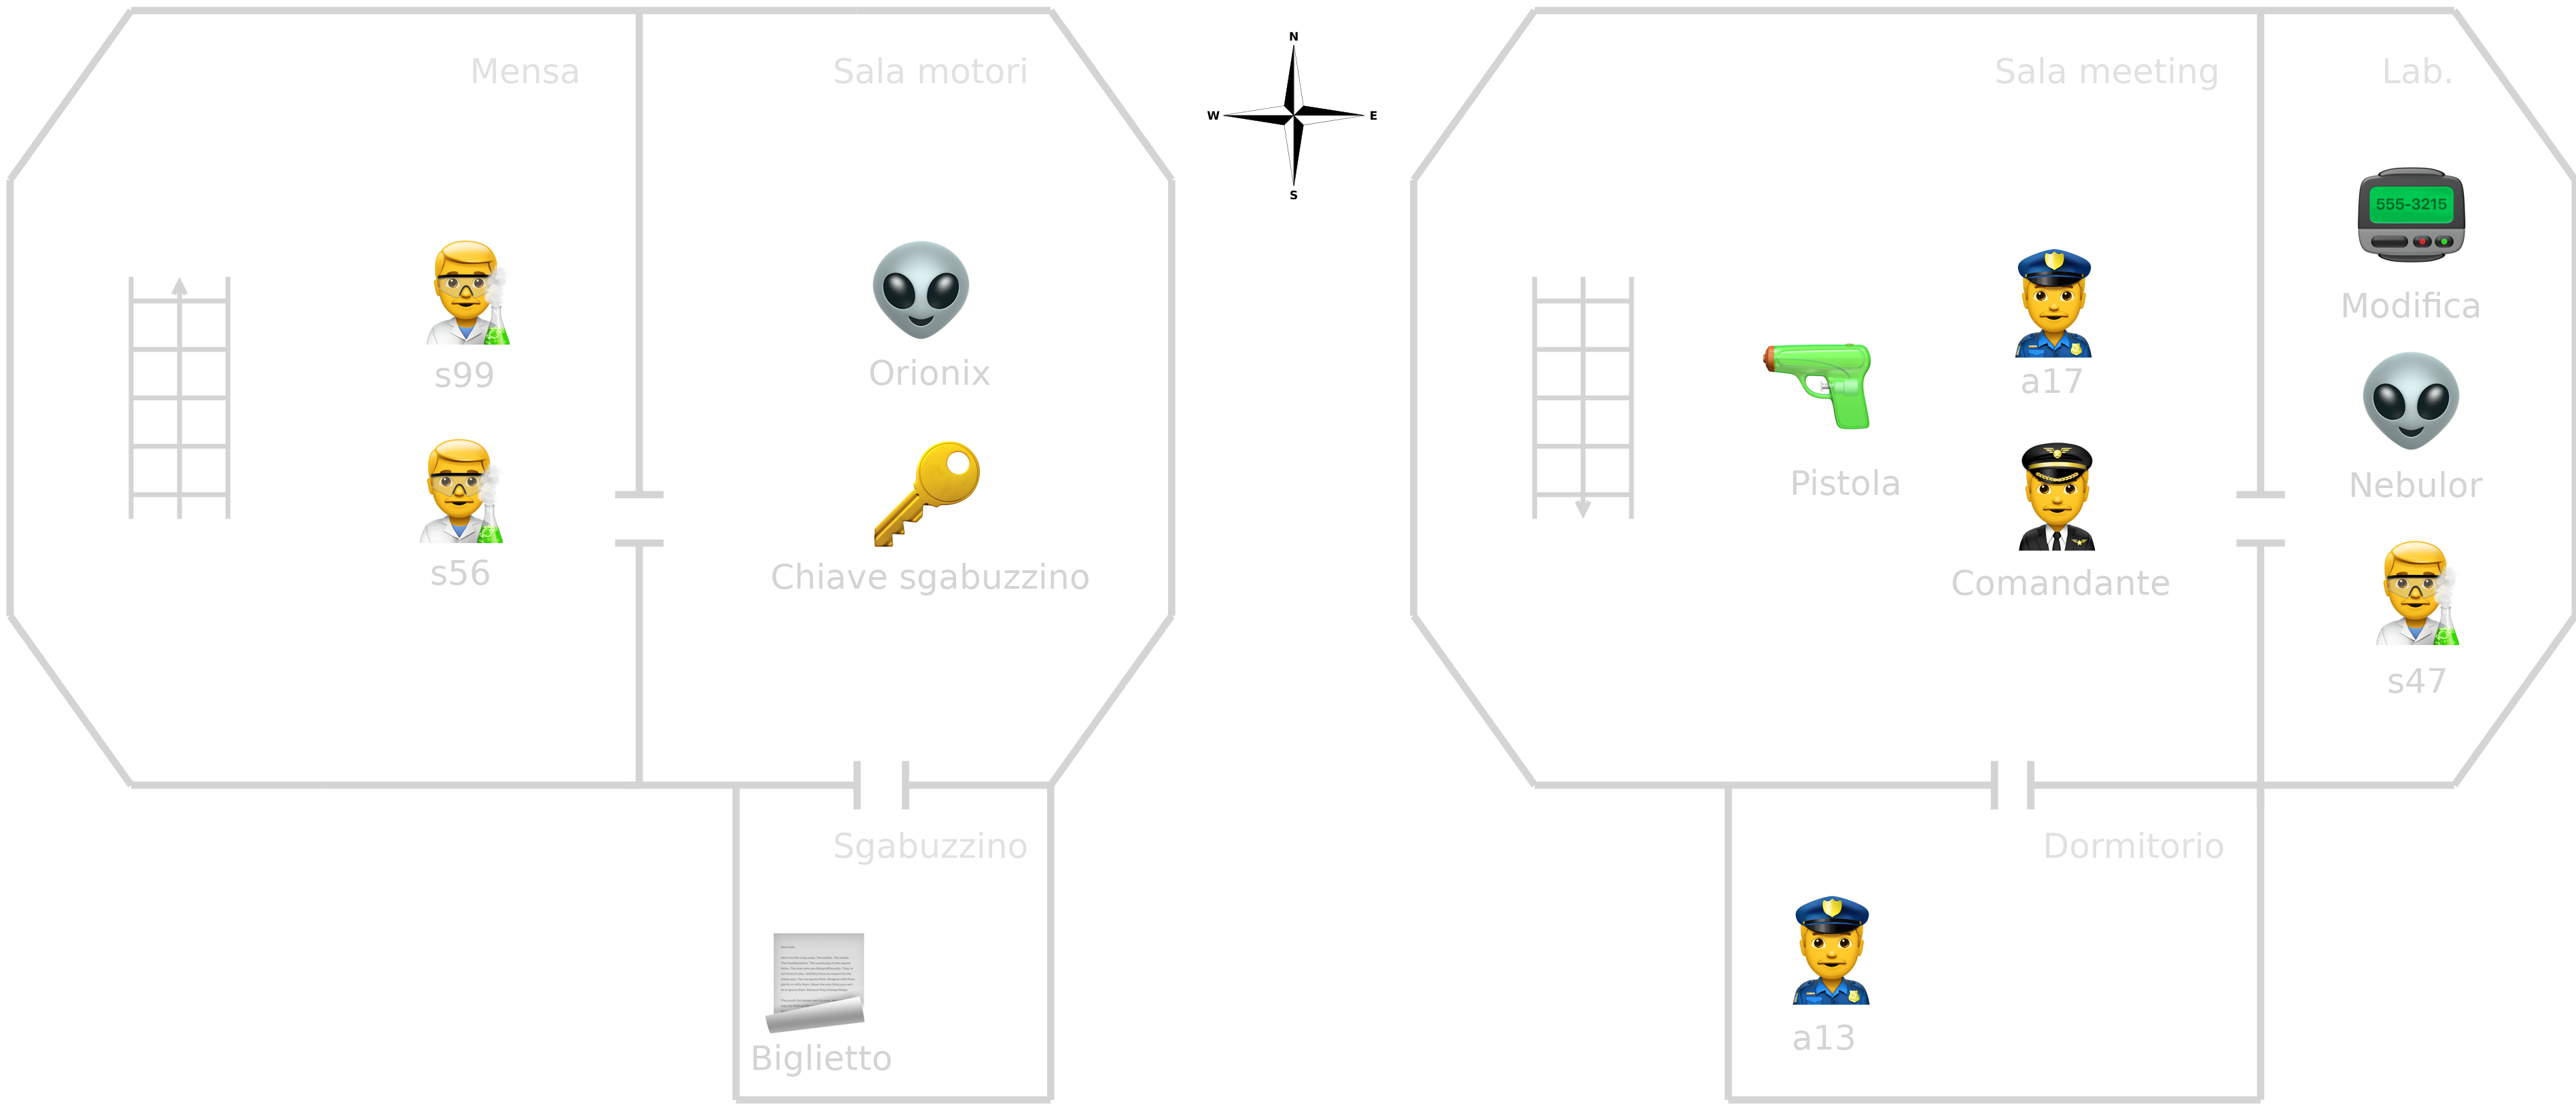 Mensa
Sala motori
N
W
E
S
Sala meeting
Lab.
555-3215
Modifica
s99
Orionix
a17
Pistola
Nebulor
s56
Chiave sgabuzzino
Comandante
s47
Sgabuzzino
Dormitorio
Biglietto
a13